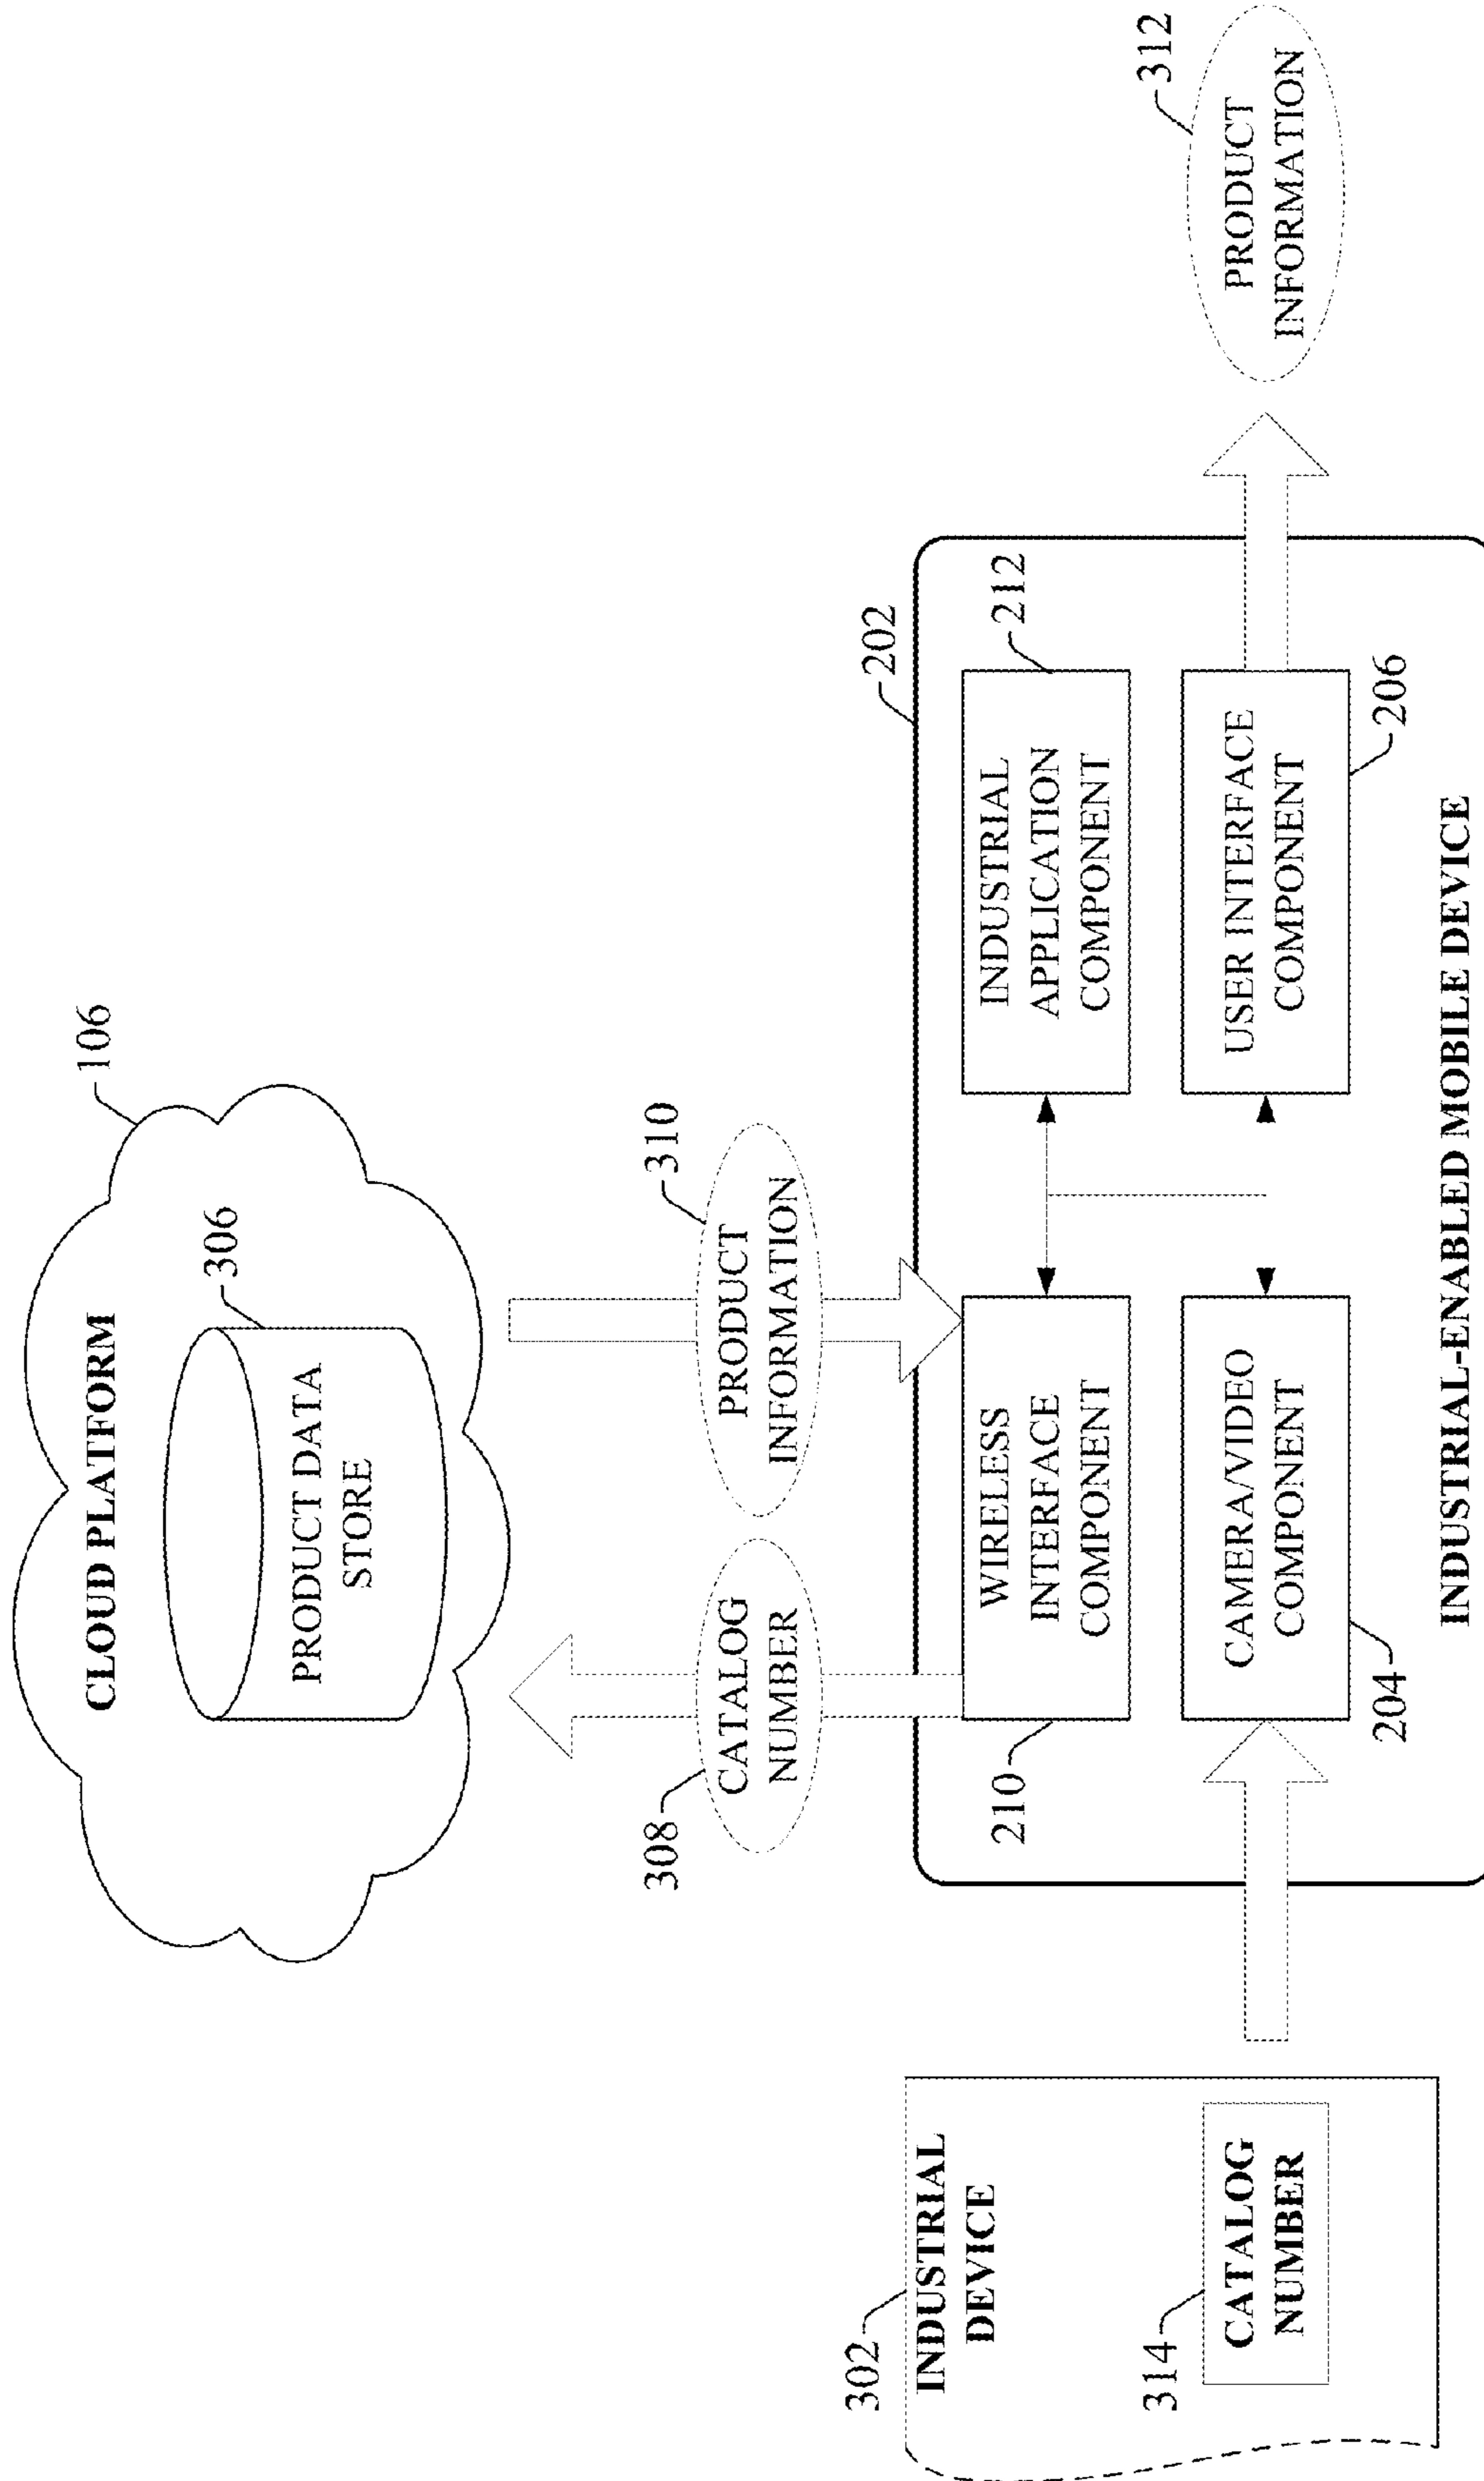 CLOUD PLATFORM
106
306
PRODUCT DATA
STORE
308
CATALOG
NUMBER
310
PRODUCT
INFORMATION
302
INDUSTRIAL
DEVICE
314
CATALOG
NUMBER
202
210
WIRELESS
INTERFACE
COMPONENT
INDUSTRIAL
APPLICATION
COMPONENT
212
204
CAMERA/VIDEO
COMPONENT
USER INTERFACE
COMPONENT
206
INDUSTRIAL-ENABLED MOBILE DEVICE
312
PRODUCT
INFORMATION